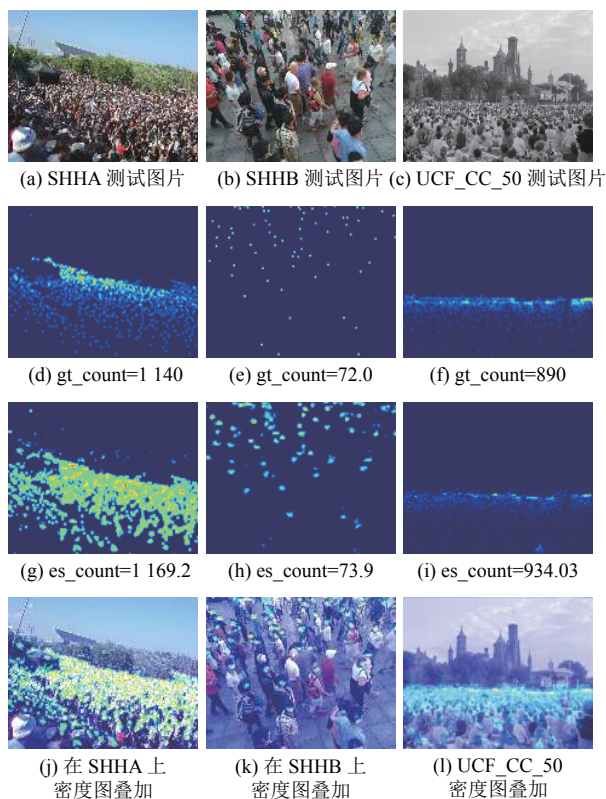 (a) SHHA 测试图片
(b) SHHB 测试图片
(c) UCF_CC_50 测试图片
(d) gt_count=1 140
(e) gt_count=72.0
(f) gt_count=890
(g) es_count=1 169.2
(h) es_count=73.9
(i) es_count=934.03
(j) 在 SHHA 上
密度图叠加
(k) 在 SHHB 上
密度图叠加
(l) UCF_CC_50
密度图叠加